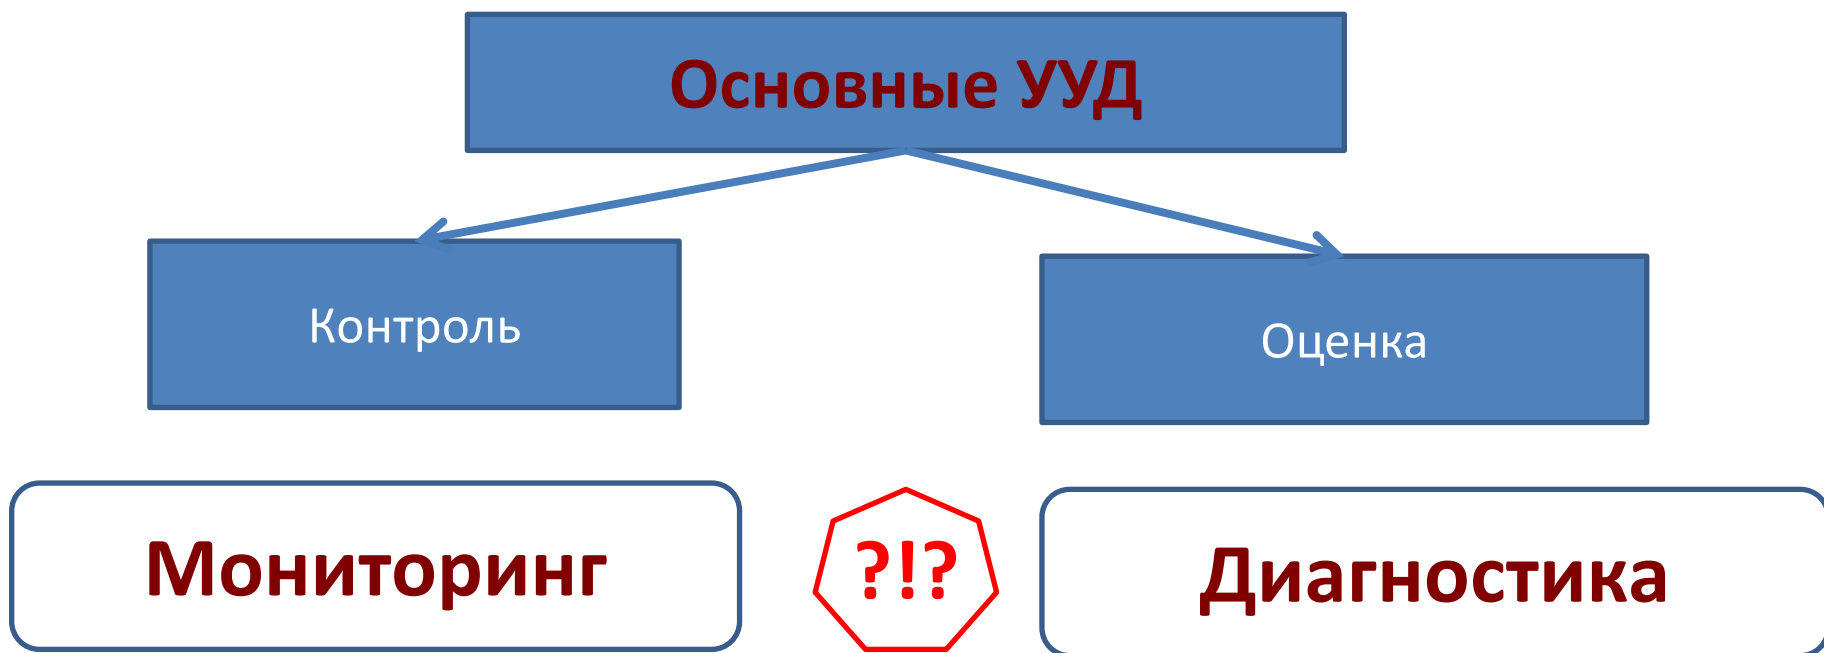 Основные УУД
Контроль
Оценка
Мониторинг
?!?
Диагностика